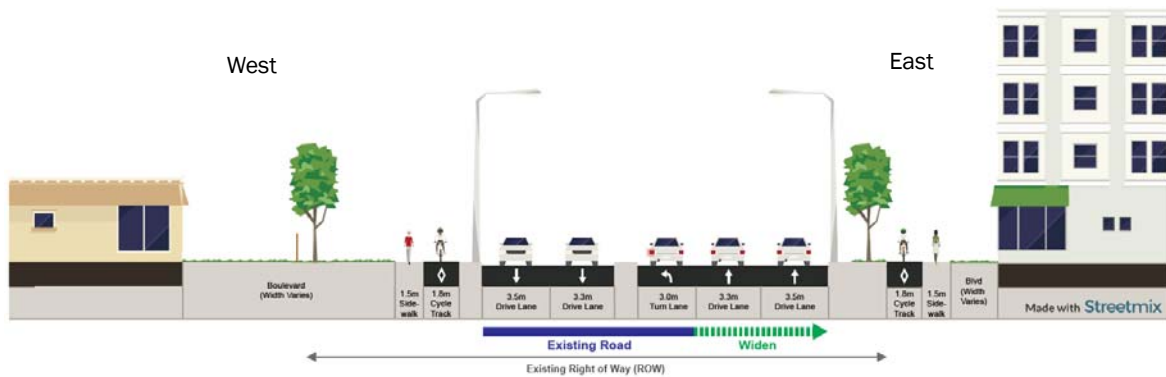 West
East
Boulevard
(Width Varies)
1.5m
Side-
walk
1.8m
Cycle
Track
3.5m
Drive Lane
3.3m
Drive Lane
3.0m
Turn Lane
3.3m
Drive Lane
3.5m
Drive Lane
1.8m
Cycle
Track
1.5m
Side-
walk
Blvd
(Width
Varies)
Made with Streetmix
Existing Road
Widen
Existing Right of Way (ROW)